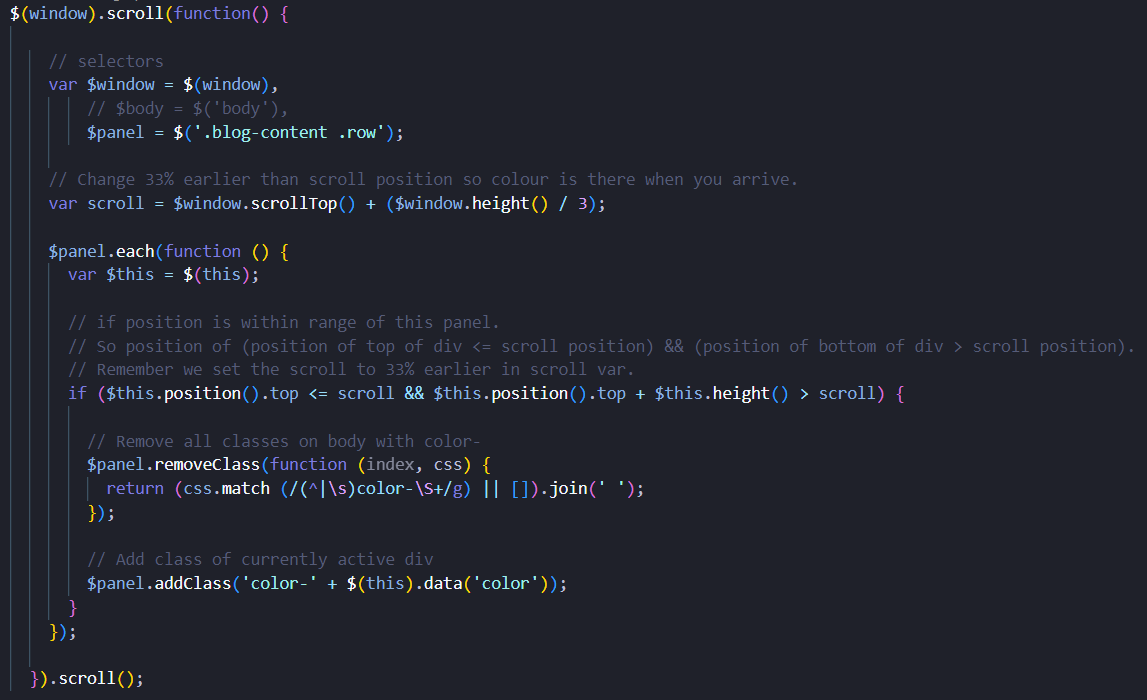 $(window).scroll(function() {
// selectors
var $window = $(window),
// $body = $('body'),
$panel = $('.blog-content .row');
// Change 33% earlier than scroll position so colour is there when you arrive.
var scroll = $window.scrollTop() + ($window.height() / 3);
$panel.each(function () {
var $this = $(this);
// if position is within range of this panel.
// So position of (position of top of div <= scroll position) && (position of bottom of div > scroll position).
// Remember we set the scroll to 33% earlier in scroll var.
if ($this.position().top <= scroll && $this.position().top + $this.height() > scroll) {
// Remove all classes on body with color-
$panel.removeClass(function (index, css) {
return (css.match (/(^|\s)color-\S+/g) || []).join(' ');
});
// Add class of currently active div
$panel.addClass('color-' + $(this).data('color'));
}
});
}).scroll();